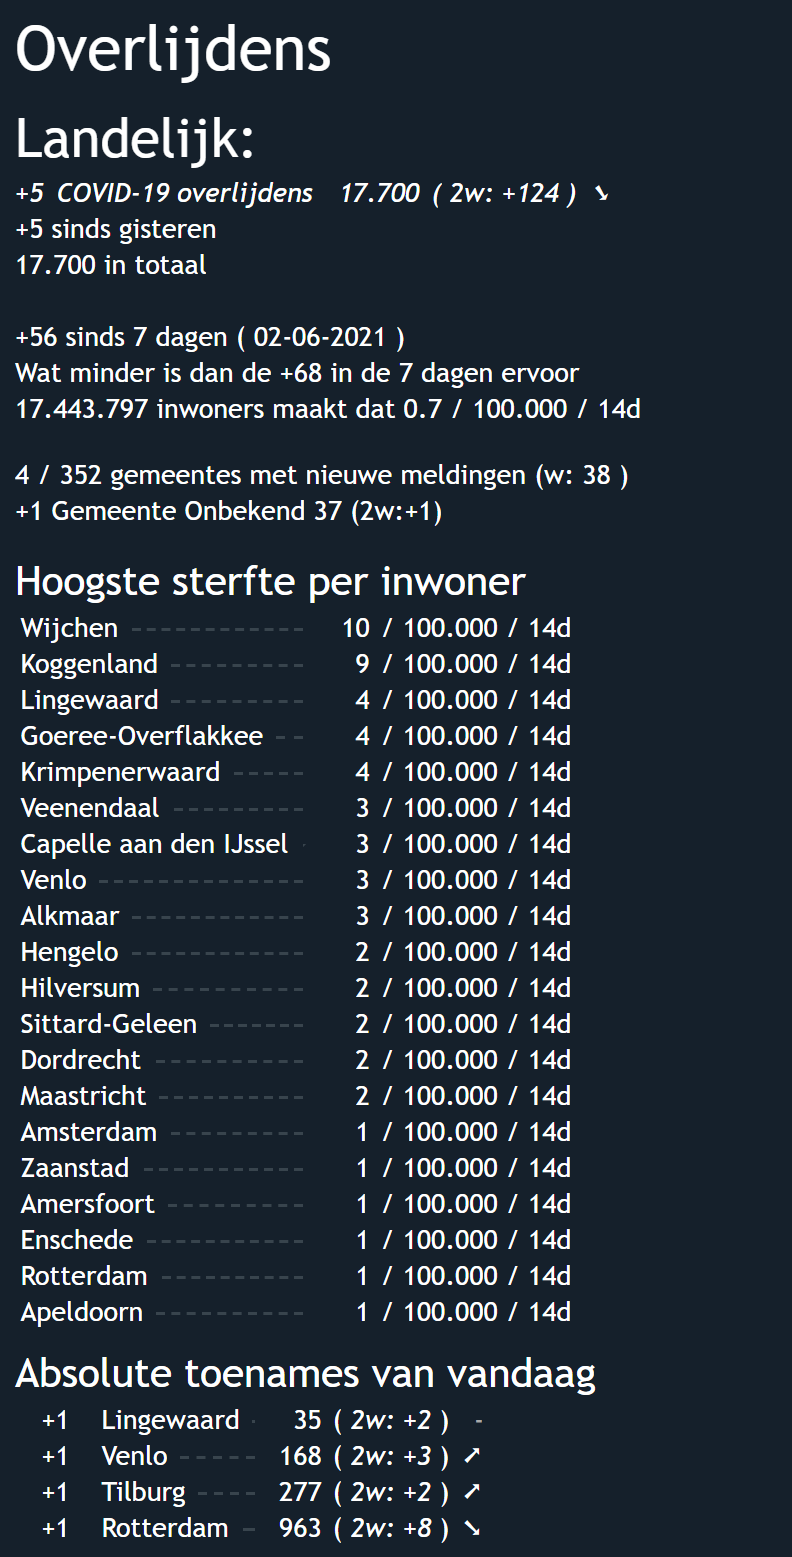 Overlijdens
Landelijk:
+5 COVID-19 overlijdens 17.700 ( 2w: +124 ) ↘
+5 sinds gisteren
17.700 in totaal
+56 sinds 7 dagen ( 02-06-2021 )
Wat minder is dan de +68 in de 7 dagen ervoor
17.443.797 inwoners maakt dat 0.7 / 100.000 / 14d
4 / 352 gemeentes met nieuwe meldingen (w: 38 )
+1 Gemeente Onbekend 37 (2w:+1)
Hoogste sterfte per inwoner
Wijchen 10 / 100.000 / 14d
Koggenland 9 / 100.000 / 14d
Lingewaard 4 / 100.000 / 14d
Goeree-Overflakkee 4 / 100.000 / 14d
Krimpenerwaard 4 / 100.000 / 14d
Veenendaal 3 / 100.000 / 14d
Capelle aan den IJssel 3 / 100.000 / 14d
Venlo 3 / 100.000 / 14d
Alkmaar 3 / 100.000 / 14d
Hengelo 2 / 100.000 / 14d
Hilversum 2 / 100.000 / 14d
Sittard-Geleen 2 / 100.000 / 14d
Dordrecht 2 / 100.000 / 14d
Maastricht 2 / 100.000 / 14d
Amsterdam 1 / 100.000 / 14d
Zaanstad 1 / 100.000 / 14d
Amersfoort 1 / 100.000 / 14d
Enschede 1 / 100.000 / 14d
Rotterdam 1 / 100.000 / 14d
Apeldoorn 1 / 100.000 / 14d
Absolute toenames van vandaag
+1 Lingewaard 35 ( 2w: +2 ) -
+1 Venlo 168 ( 2w: +3 ) ↗
+1 Tilburg 277 ( 2w: +2 ) ↗
+1 Rotterdam 963 ( 2w: +8 ) ↘